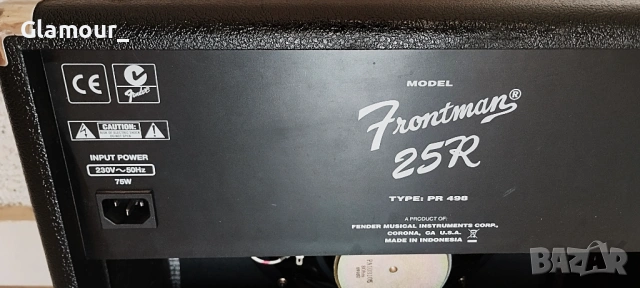 Glamour_
CE
Fender
CAUTION:
INPUT POWER
230V~50Hz
75W
MODEL
Frontman®
25R
TYPE: PR 498
A PRODUCT OF:
FENDER MUSICAL INSTRUMENTS CORP.,
CORONA, CA U.S.A.
MADE IN INDONESIA
BAZAR